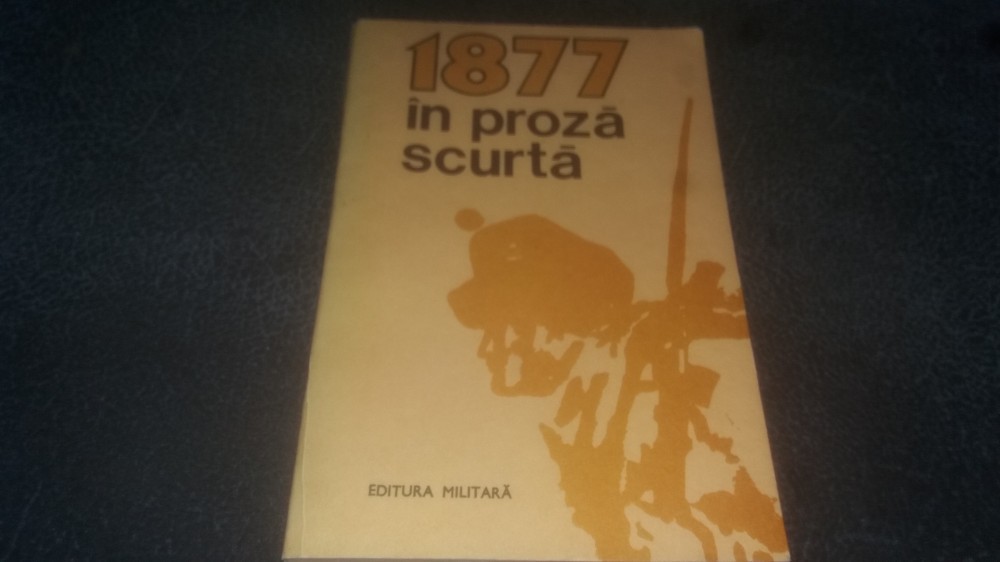 1877
în proză
scurtă
EDITURA MILITARĂ